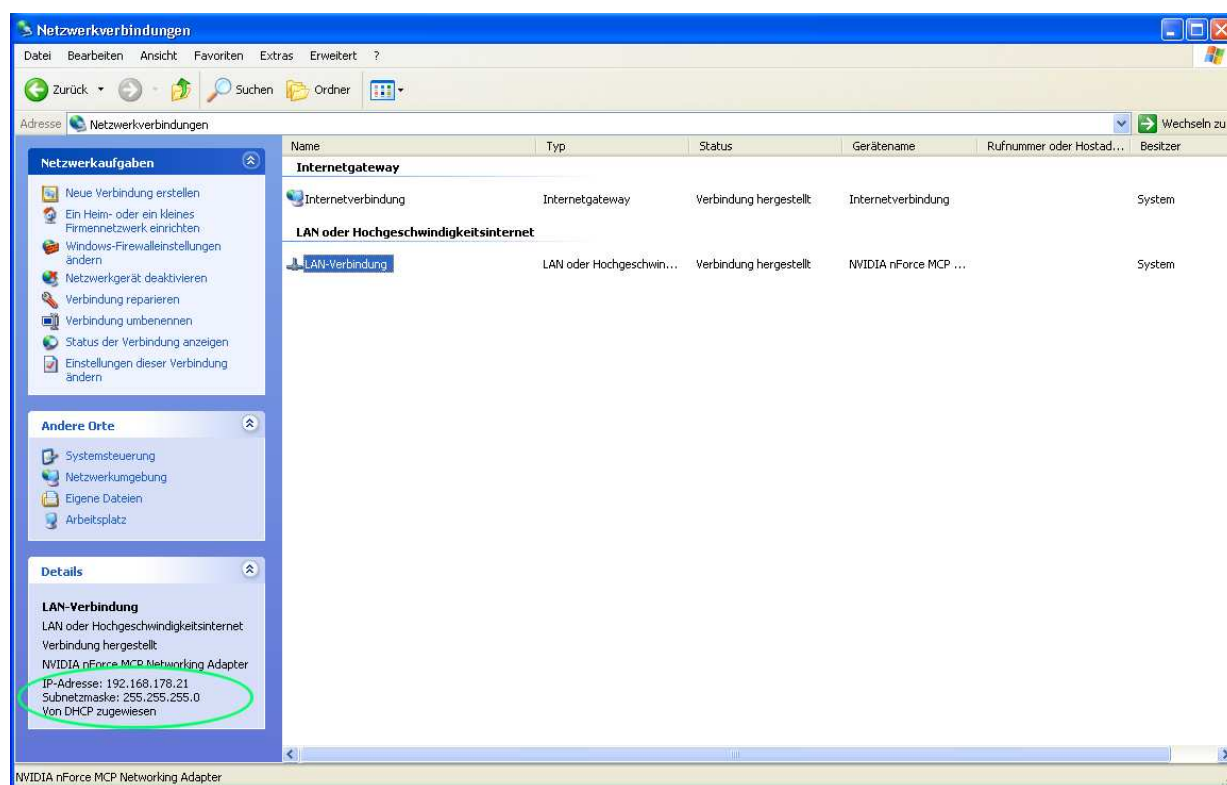 Netzwerkverbindungen
Datei Bearbeiten Ansicht Favoriten Extras Erweitert ?
Zurück Suchen Ordner
Adresse Netzwerkverbindungen Wechseln zu
Name Typ Status Gerätename Rufnummer oder Hostad... Besitzer
Internetgateway
Internetverbindung Internetgateway Verbindung hergestellt Internetverbindung System
LAN oder Hochgeschwindigkeitsinternet
LAN-Verbindung LAN oder Hochgeschwin... Verbindung hergestellt NVIDIA nForce MCP ... System
Netzwerkaufgaben
Neue Verbindung erstellen
Ein Heim- oder ein kleines
Firmennetzwerk einrichten
Windows-Firewalleinstellungen
ändern
Netzwerkgerät deaktivieren
Verbindung reparieren
Verbindung umbenennen
Status der Verbindung anzeigen
Einstellungen dieser Verbindung
ändern
Andere Orte
Systemsteuerung
Netzwerkumgebung
Eigene Dateien
Arbeitsplatz
Details
LAN-Verbindung
LAN oder Hochgeschwindigkeitsinternet
Verbindung hergestellt
NVIDIA nForce MCP Networking Adapter
IP-Adresse: 192.168.178.21
Subnetzmaske: 255.255.255.0
Von DHCP zugewiesen
NVIDIA nForce MCP Networking Adapter